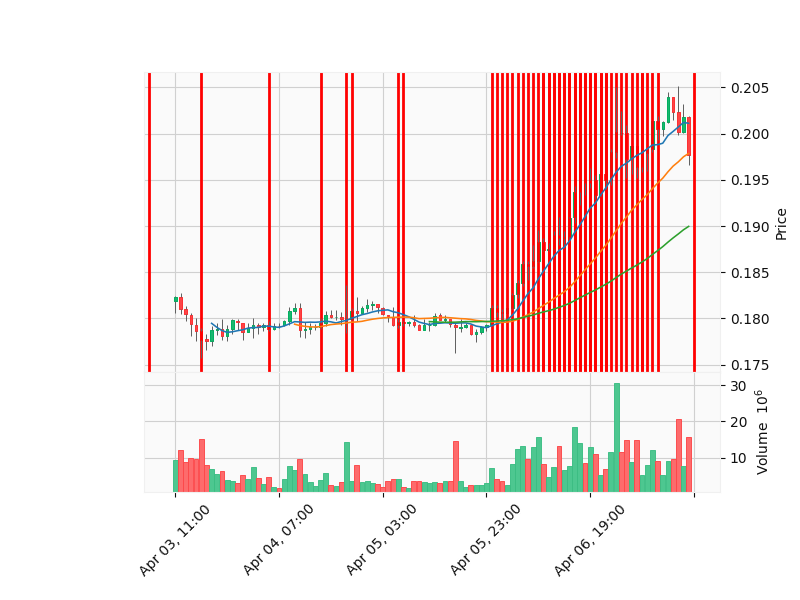 0.205
0.200
0.195
0.190
0.185
0.180
0.175
Price
30
20
10
Volume 10⁶
Apr 03, 11:00
Apr 04, 07:00
Apr 05, 03:00
Apr 05, 23:00
Apr 06, 19:00